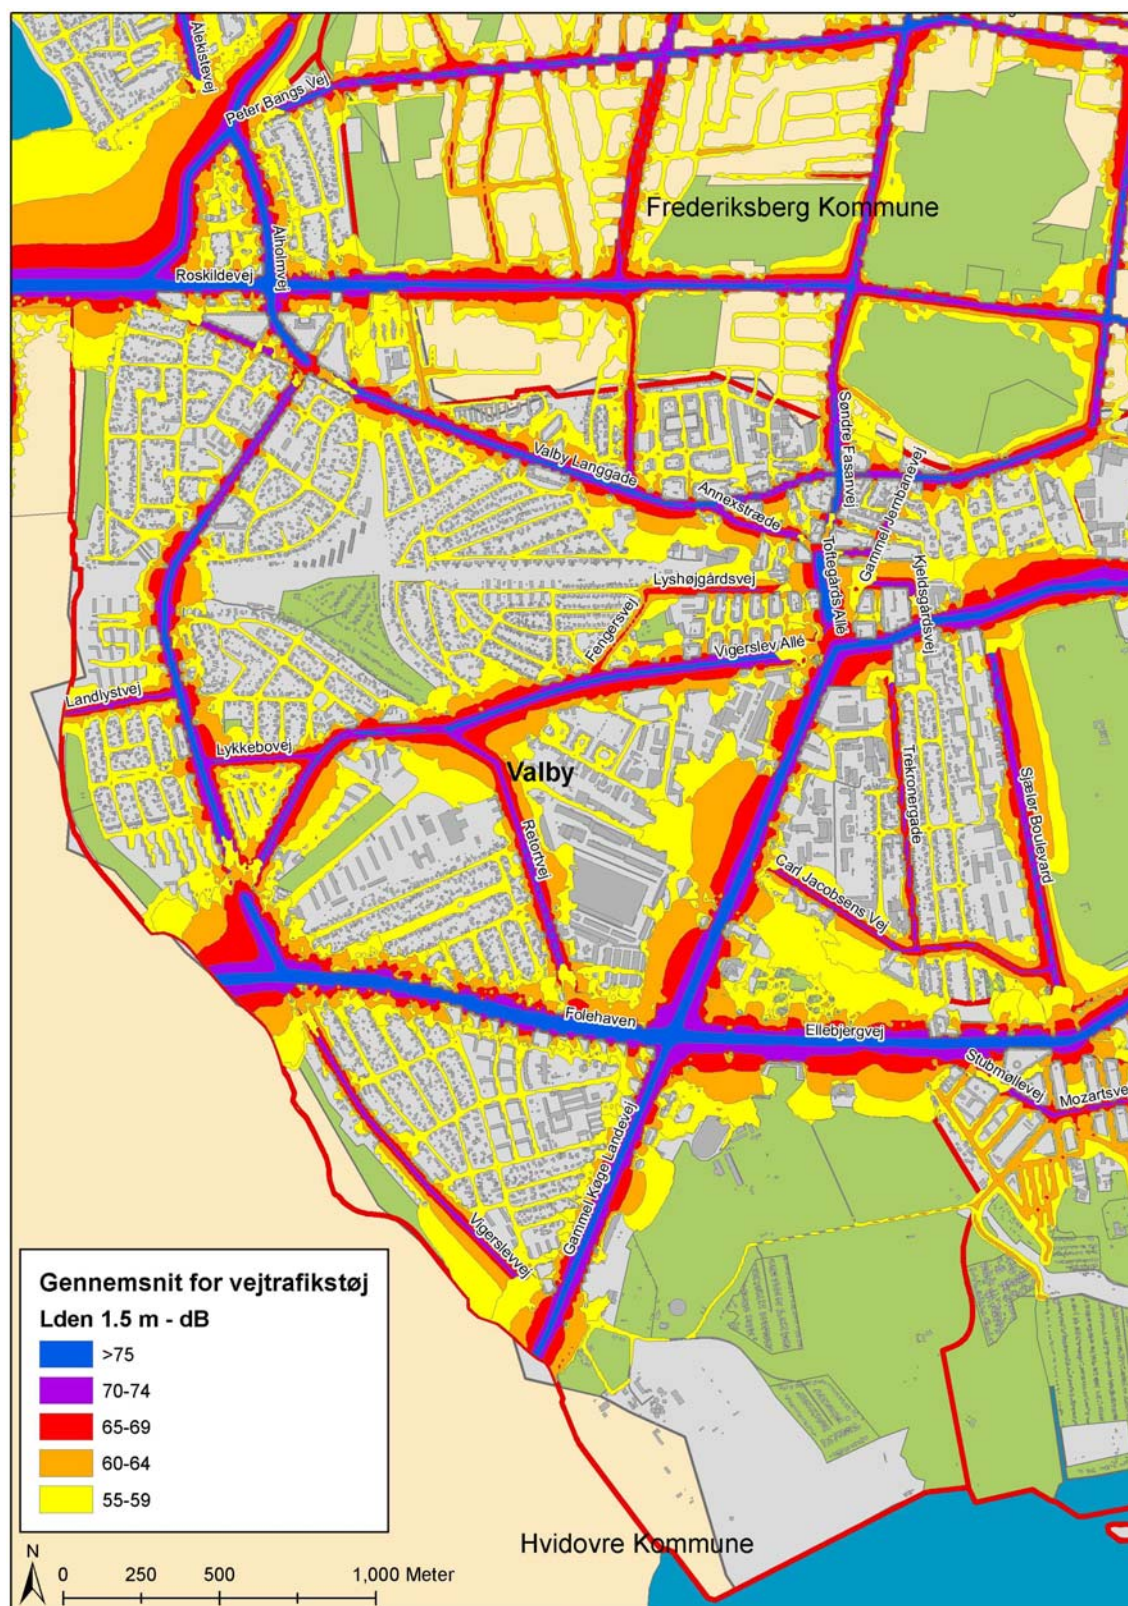 Ålekistevej
Peter Bangs Vej
Frederiksberg Kommune
Ålholmvej
Roskildevej
Søndre Fasanvej
Valby Langgade
Annexstræde
Gammel Jernbanevej
Toftegårds Allé
Lyshøjgårdsvej
Kjeldsgårdsvej
Fengersvej
Vigerslev Allé
Landlystvej
Lykkebovej
Valby
Trekronergade
Sjælør Boulevard
Retortvej
Carl Jacobsens Vej
Folehaven
Ellebjergvej
Stubmøllevej
Mozartsve
Gammel Køge Landevej
Vigerslevvej
Gennemsnit for vejtrafikstøj
Lden 1.5 m - dB
>75
70-74
65-69
60-64
55-59
Hvidovre Kommune
N
0 250 500 1,000 Meter